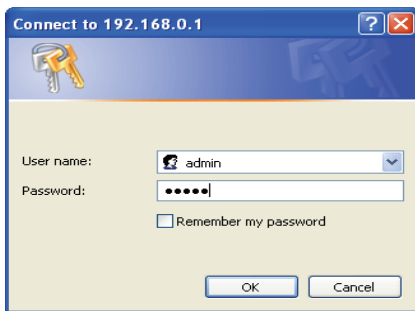 Connect to 192.168.0.1
User name:
admin
Password:
•••••
Remember my password
OK
Cancel